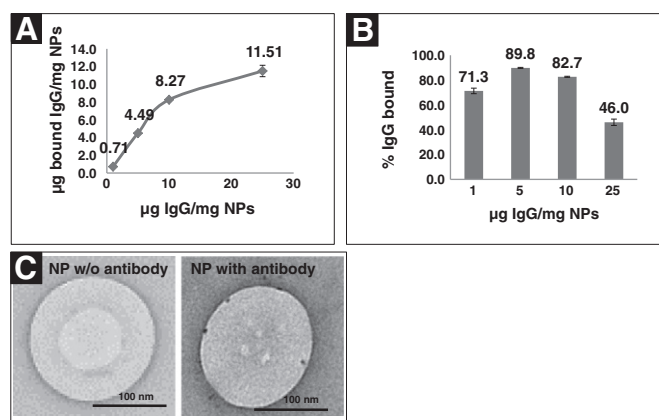 A
µg bound IgG/mg NPs
14.0
12.0
10.0
8.0
6.0
4.0
2.0
0.0
0.71
4.49
8.27
11.51
0
10
20
30
µg IgG/mg NPs
B
% IgG bound
100.0
80.0
60.0
40.0
20.0
0.0
71.3
89.8
82.7
46.0
1
5
10
25
µg IgG/mg NPs
C
NP w/o antibody
100 nm
NP with antibody
100 nm